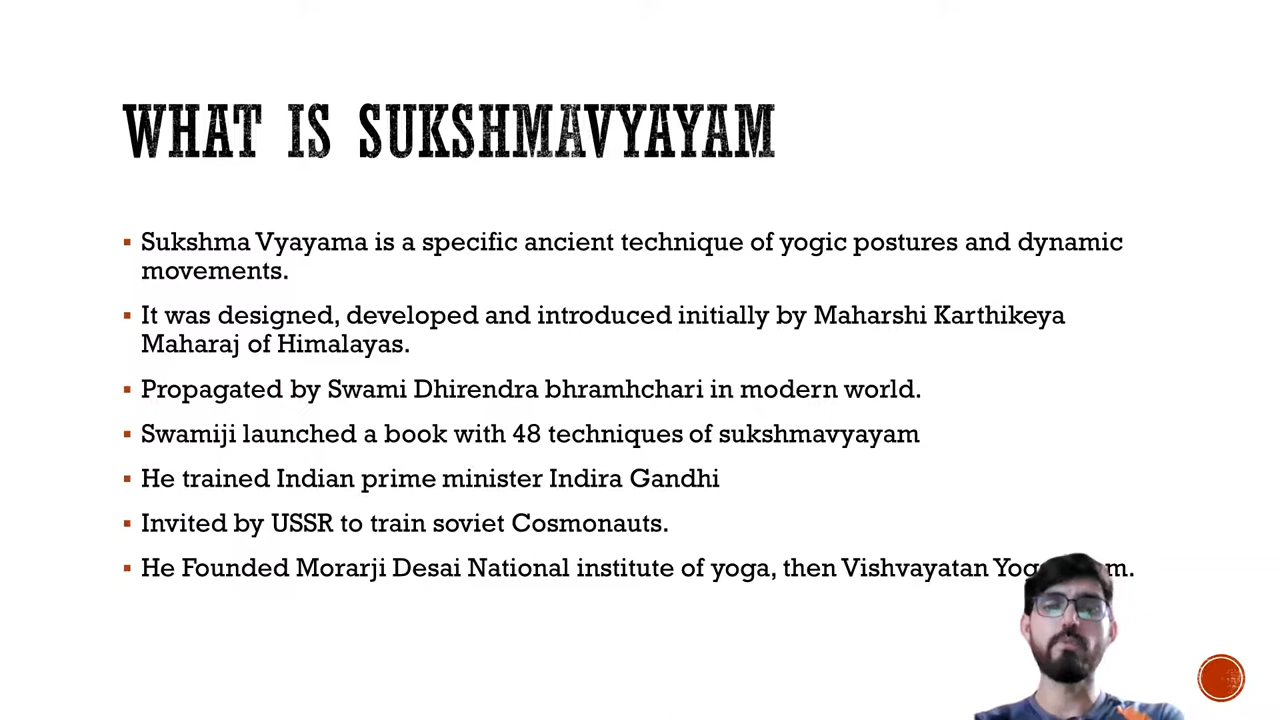 WHAT IS SUKSHMAVYAYAM
Sukshma Vyayama is a specific ancient technique of yogic postures and dynamic
movements.
It was designed, developed and introduced initially by Maharshi Karthikeya
Maharaj of Himalayas.
Propagated by Swami Dhirendra bhramhchari in modern world.
Swamiji launched a book with 48 techniques of sukshmavyayam
He trained Indian prime minister Indira Gandhi
Invited by USSR to train soviet Cosmonauts.
He Founded Morarji Desai National institute of yoga, then Vishvayatan